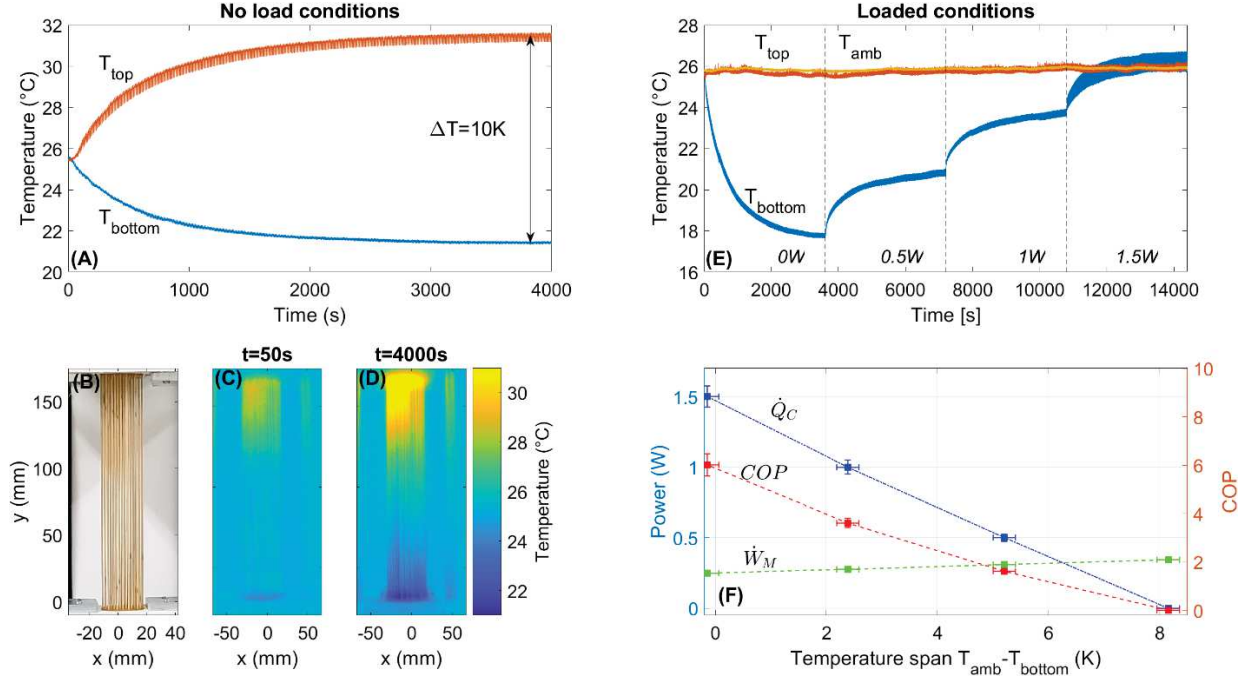 No load conditions
32
30
28
26
24
22
20
Temperature (°C)
T_top
T_bottom
ΔT=10K
(A)
0 1000 2000 3000 4000
Time (s)
Loaded conditions
28
26
24
22
20
18
16
Temperature (°C)
T_top T_amb
T_bottom
(E) 0W 0.5W 1W 1.5W
0 2000 4000 6000 8000 10000 12000 14000
Time [s]
t=50s t=4000s
(B) (C) (D)
150
100
50
0
y (mm)
-20 0 20 40
x (mm)
-50 0 50
x (mm)
-50 0 50
x (mm)
30
28
26
24
22
Temperature (°C)
1.5
1
0.5
0
Power (W)
Q̇_C
COP
Ẇ_M
(F)
10
8
6
4
2
0
COP
0 2 4 6 8
Temperature span T_amb-T_bottom (K)